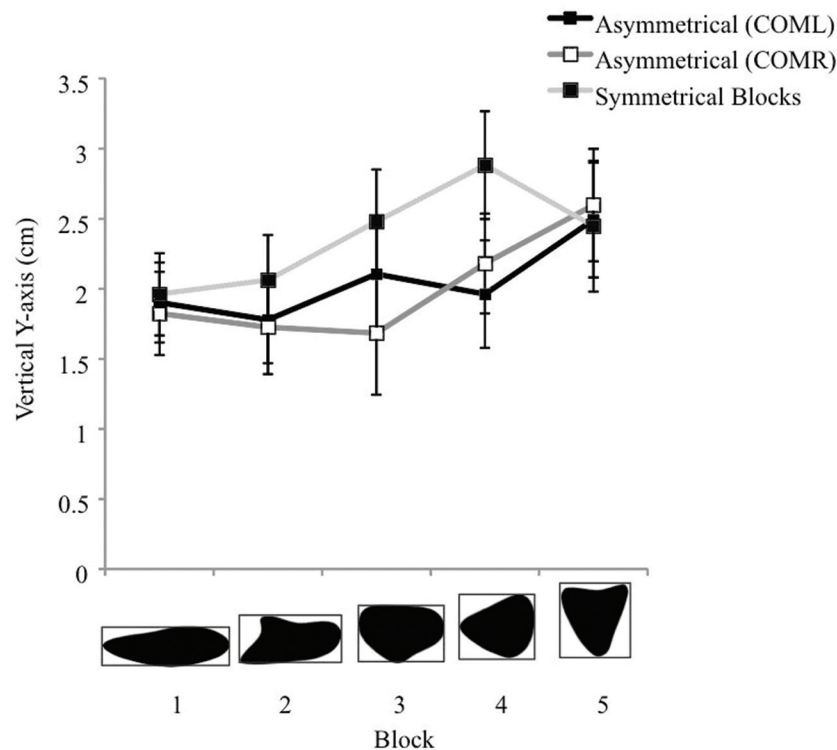 Asymmetrical (COML)
Asymmetrical (COMR)
Symmetrical Blocks
3.5
3
2.5
2
1.5
1
0.5
0
Vertical Y-axis (cm)
1 2 3 4 5
Block